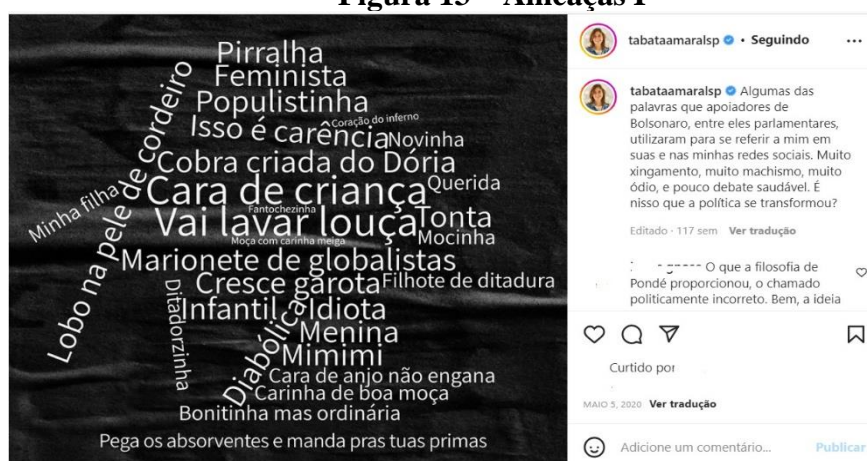 Figura 13 – Ameaças I
Pirralha
Feminista
Populistinha
Coração do inferno
Isso é carência
Novinha
Lobo na pele de cordeiro
Cobra criada do Dória
Minha filha
Cara de criança
Querida
Fantochezinha
Vai lavar louça
Tonta
Moça com carinha meiga
Mocinha
Marionete de globalistas
Cresce garota
Filhote de ditadura
Ditadorzinha
Infantil
Idiota
Diabólica
Menina
Mimimi
Cara de anjo não engana
Carinha de boa moça
Bonitinha mas ordinária
Pega os absorventes e manda pras tuas primas
tabataamaralsp • Seguindo
tabataamaralsp Algumas das
palavras que apoiadores de
Bolsonaro, entre eles parlamentares,
utilizaram para se referir a mim em
suas e nas minhas redes sociais. Muito
xingamento, muito machismo, muito
ódio, e pouco debate saudável. É
nisso que a política se transformou?
Editado · 117 sem Ver tradução
O que a filosofia de
Pondé proporcionou, o chamado
politicamente incorreto. Bem, a ideia
Curtido por
MAIO 5, 2020 Ver tradução
Adicione um comentário... Publicar